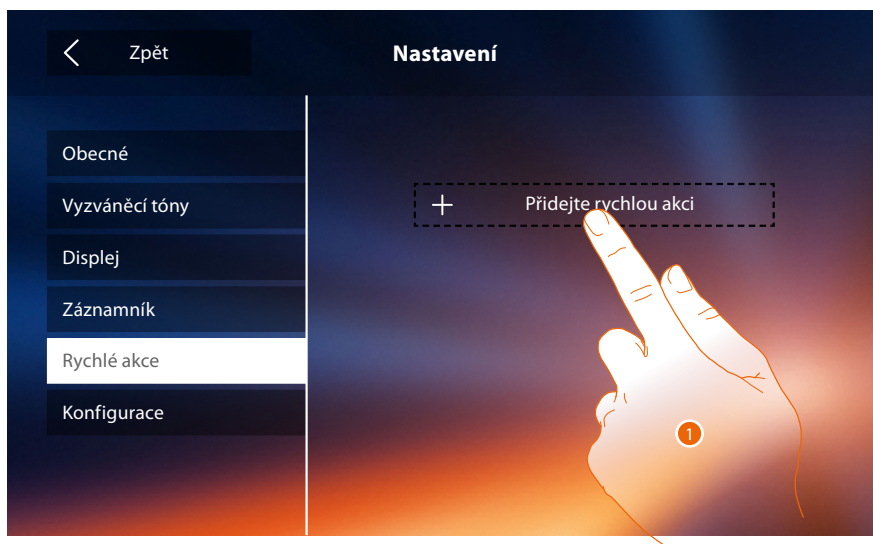 Zpět
Nastavení
Obecné
Vyzváněcí tóny
Displej
Záznamník
Rychlé akce
Konfigurace
+ Přidejte rychlou akci
1